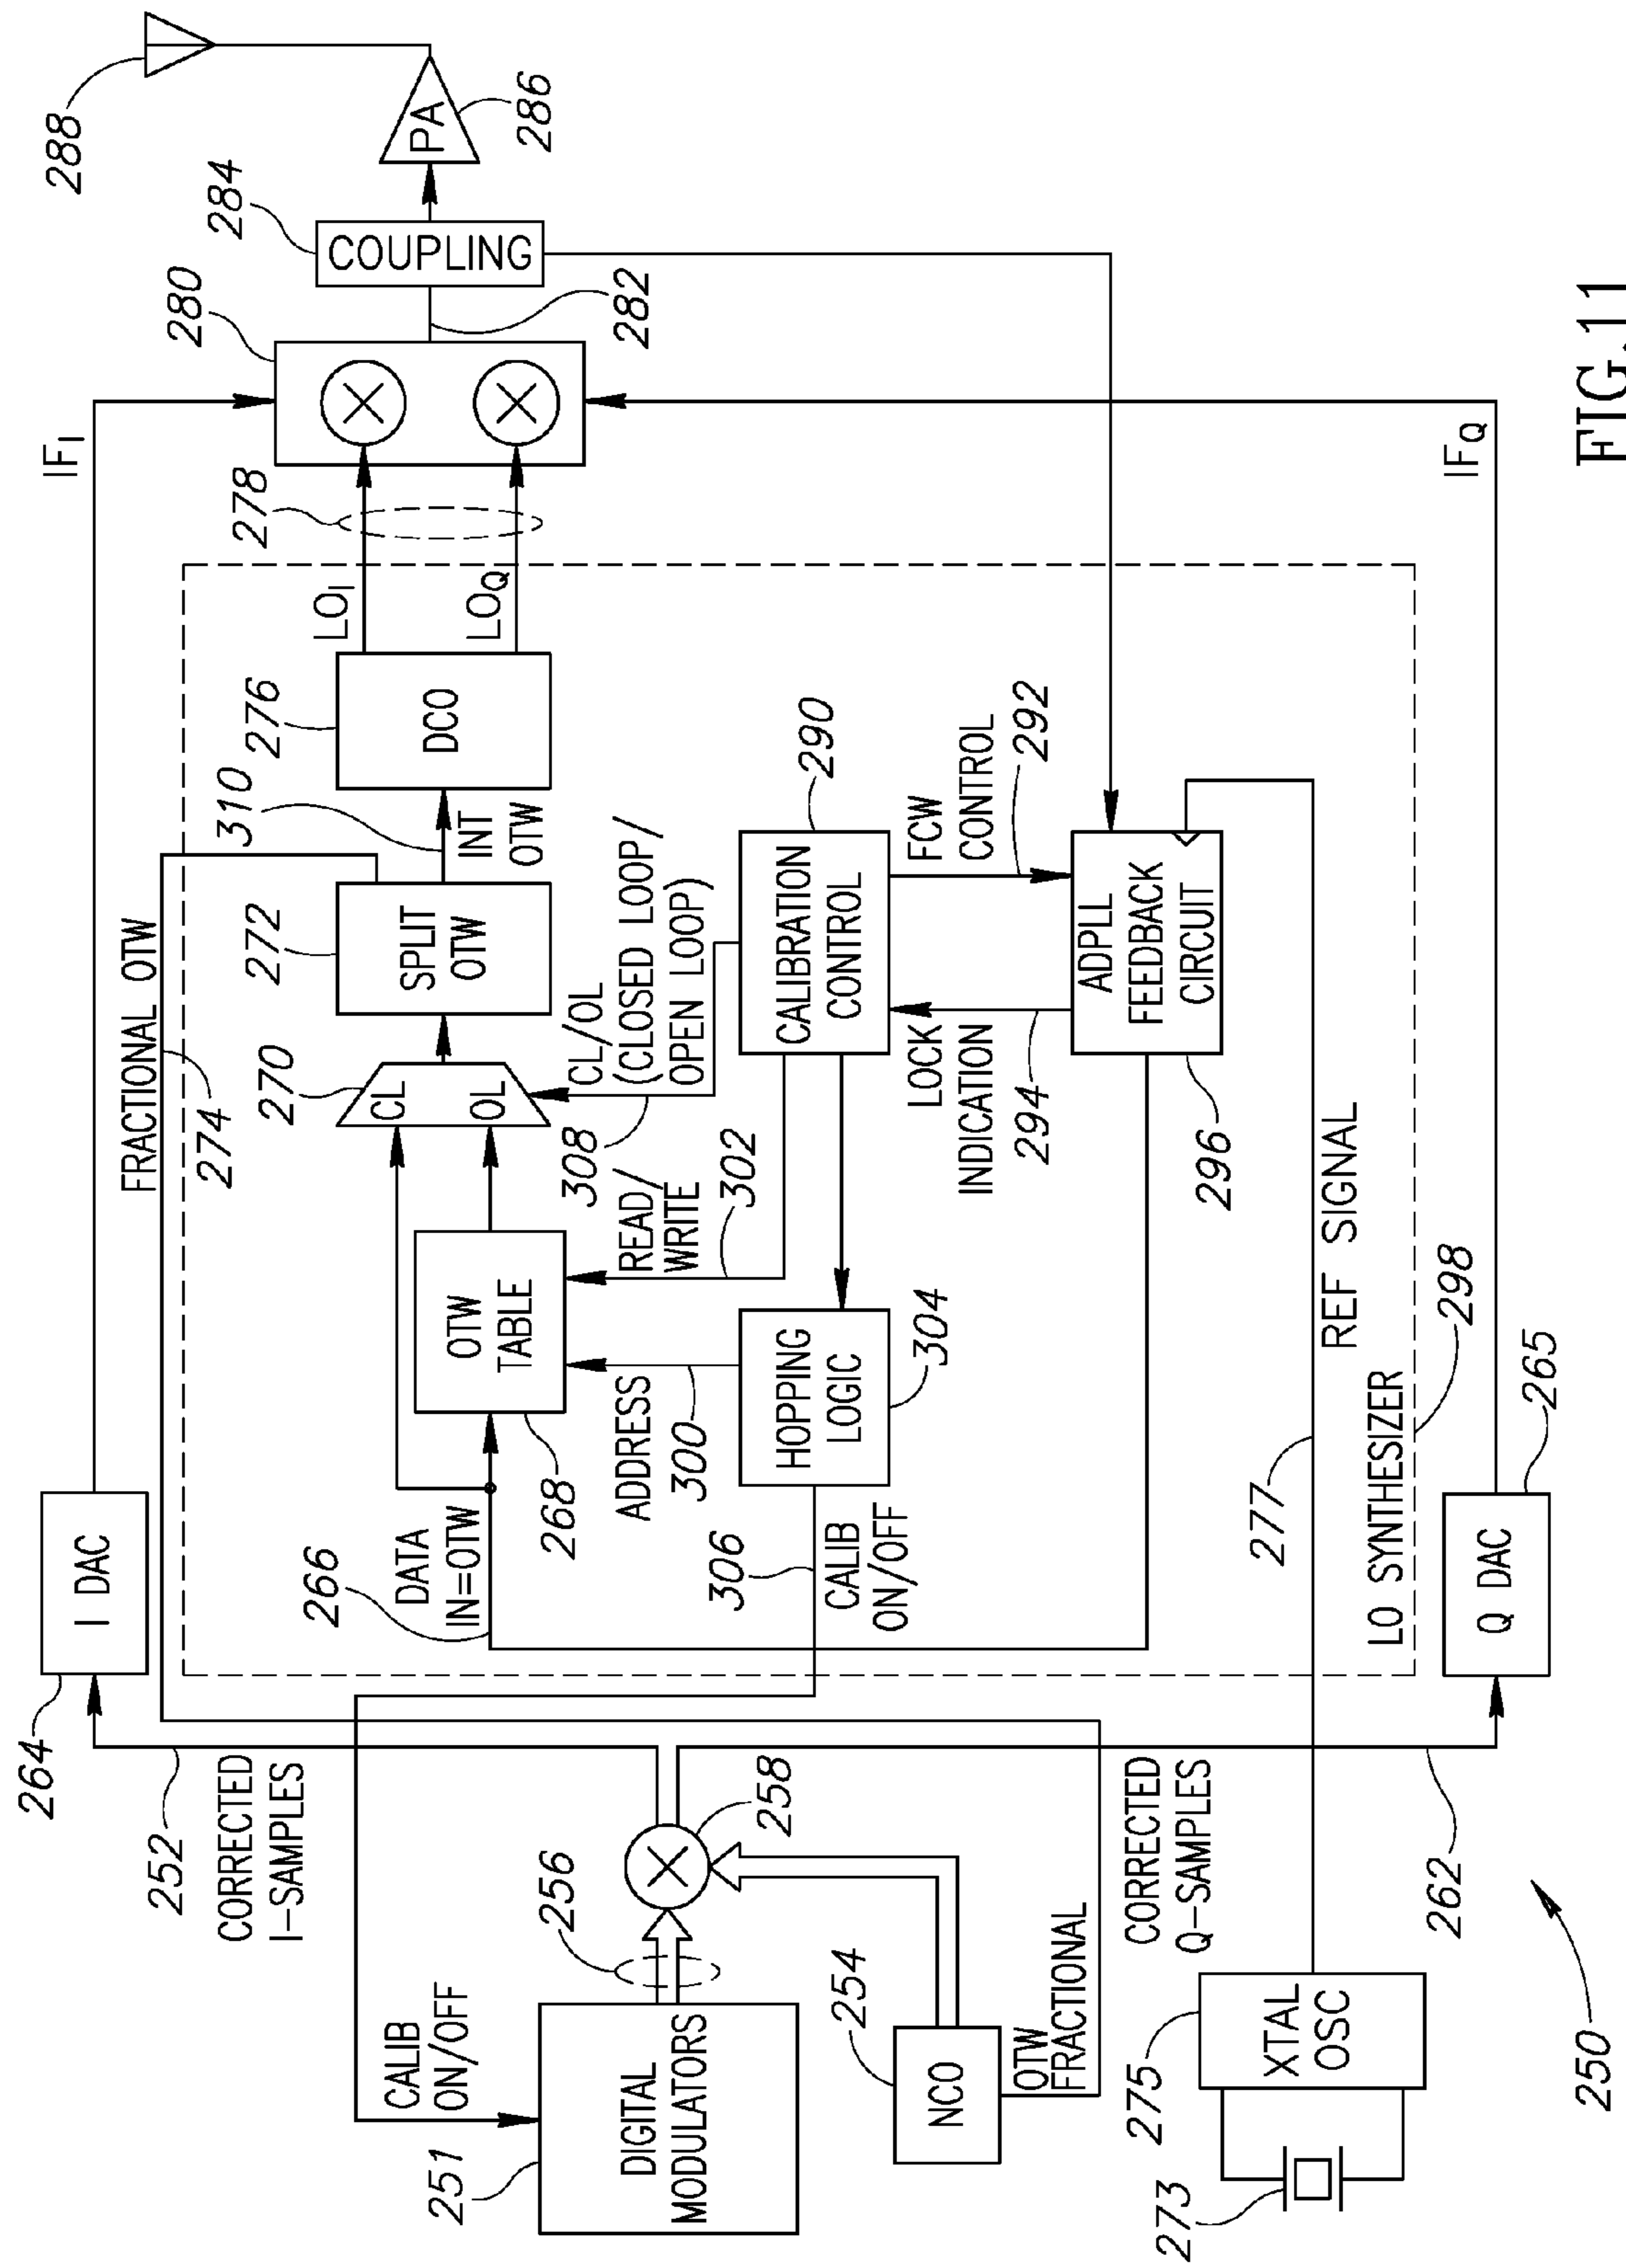 288
264
I DAC
IF I
252
CORRECTED
I-SAMPLES
FRACTIONAL OTW
274
280
284
COUPLING
PA
286
282
278
CALIB
ON/OFF
251
DIGITAL
MODULATORS
256
258
266
DATA
IN=OTW
268
OTW
TABLE
270
CL
OL
272
SPLIT
OTW
310
INT
OTW
276
DCO
LO I
LO Q
ADDRESS
300
READ/
WRITE
302
308
CL/OL
(CLOSED LOOP/
OPEN LOOP)
306
CALIB
ON/OFF
HOPPING
LOGIC
304
CALIBRATION
CONTROL
290
LOCK
INDICATION
294
FCW
CONTROL
292
ADPLL
FEEDBACK
CIRCUIT
296
254
NCO
OTW
FRACTIONAL
CORRECTED
Q-SAMPLES
262
273
275
XTAL
OSC
277
REF SIGNAL
LO SYNTHESIZER
298
Q DAC
265
IF Q
250
FIG.11